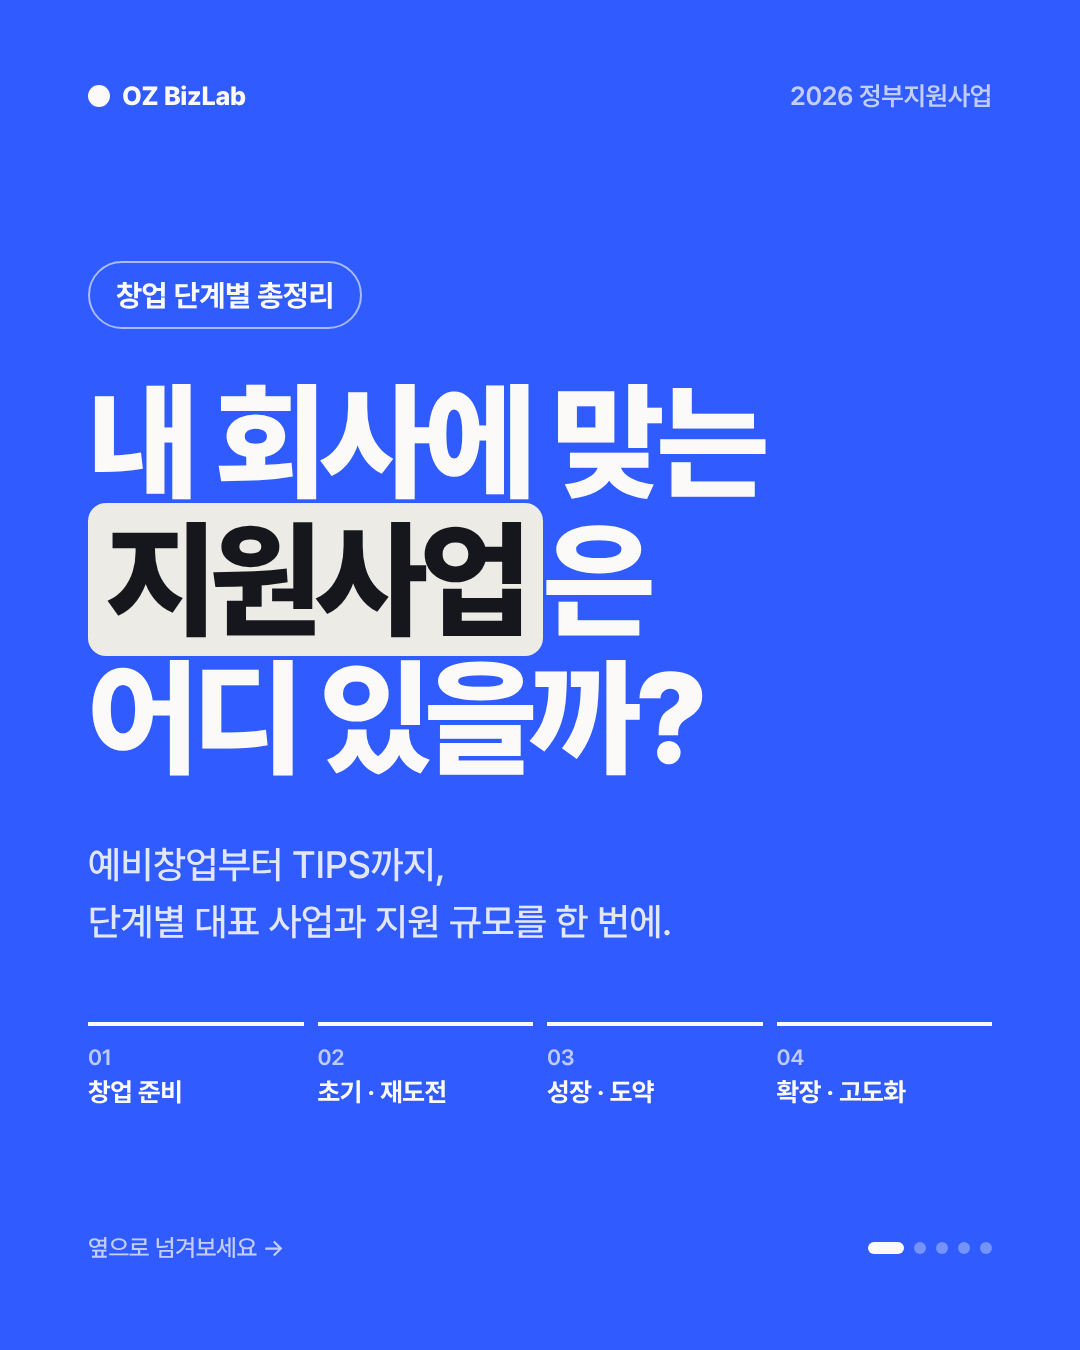 OZ BizLab
2026 정부지원사업
창업 단계별 총정리
내 회사에 맞는
지원사업은
어디 있을까?
예비창업부터 TIPS까지,
단계별 대표 사업과 지원 규모를 한 번에.
01
창업 준비
02
초기 · 재도전
03
성장 · 도약
04
확장 · 고도화
옆으로 넘겨보세요 →